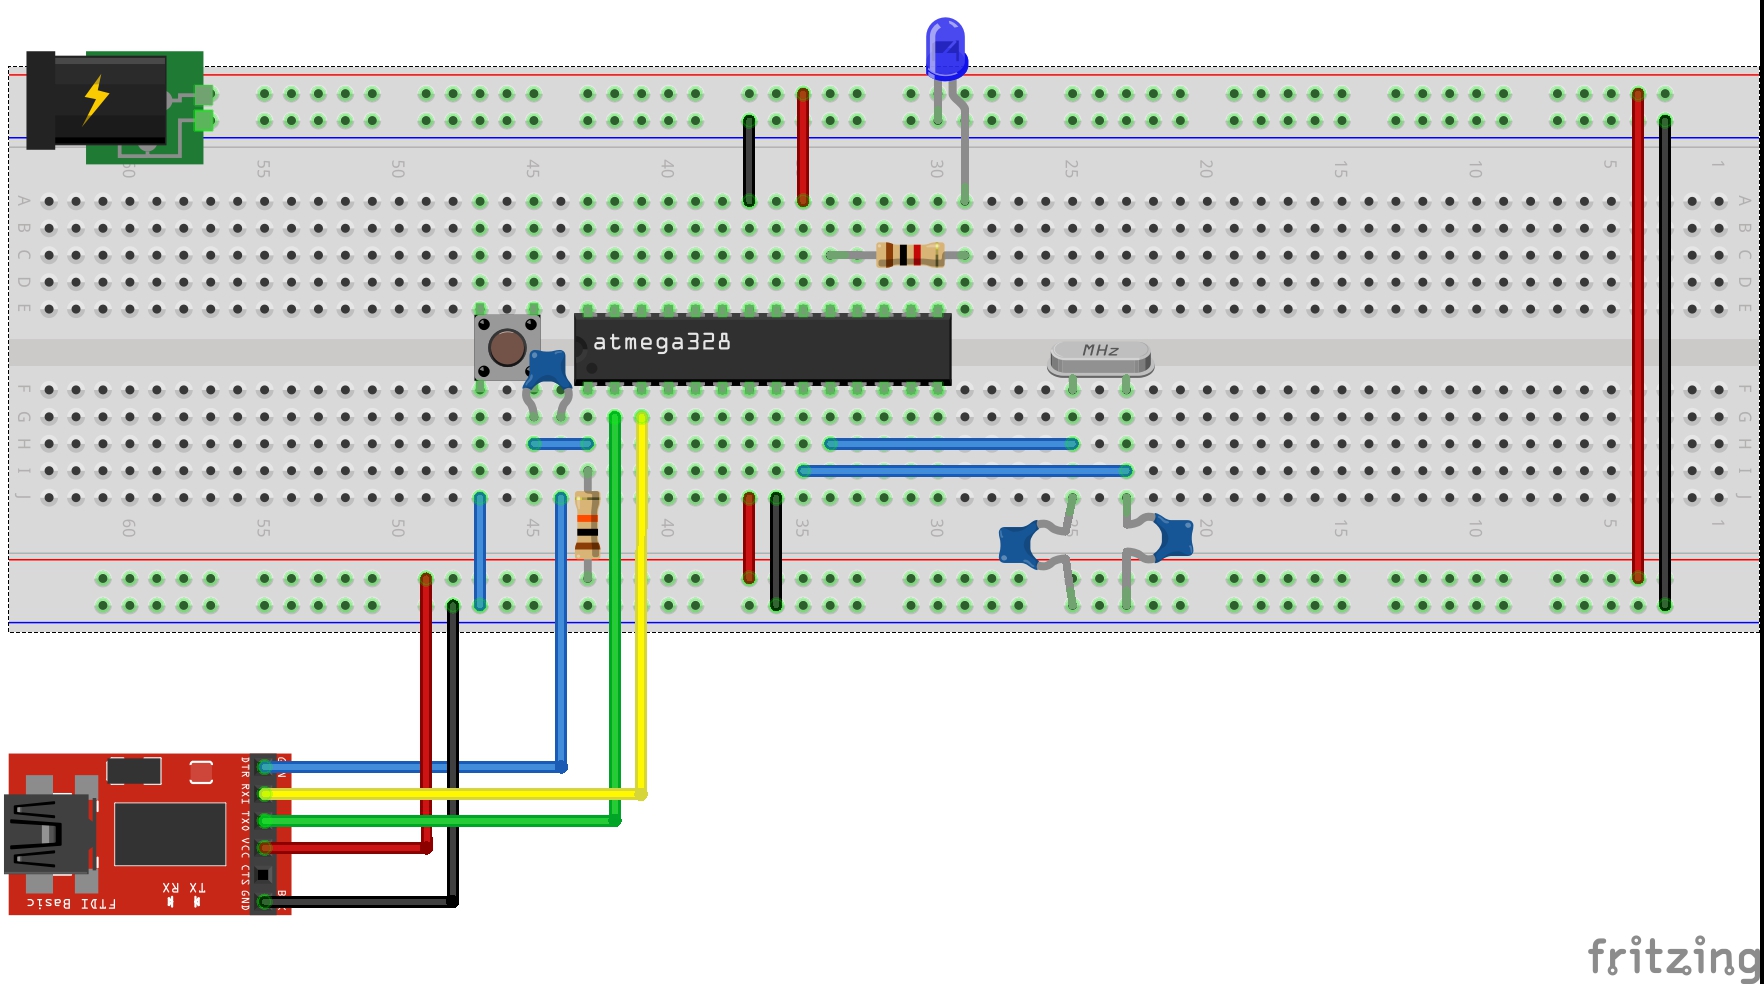 60 55 50 45 40 35 30 25 20 15 10 5 1
A A
B B
C C
D D
E E
atmega328
MHz
F F
G G
H H
I I
J J
60 55 50 45 40 35 30 25 20 15 10 5 1
DTR
RXI
TXO
VCC
CTS
GND
TX RX
FTDI Basic
fritzing